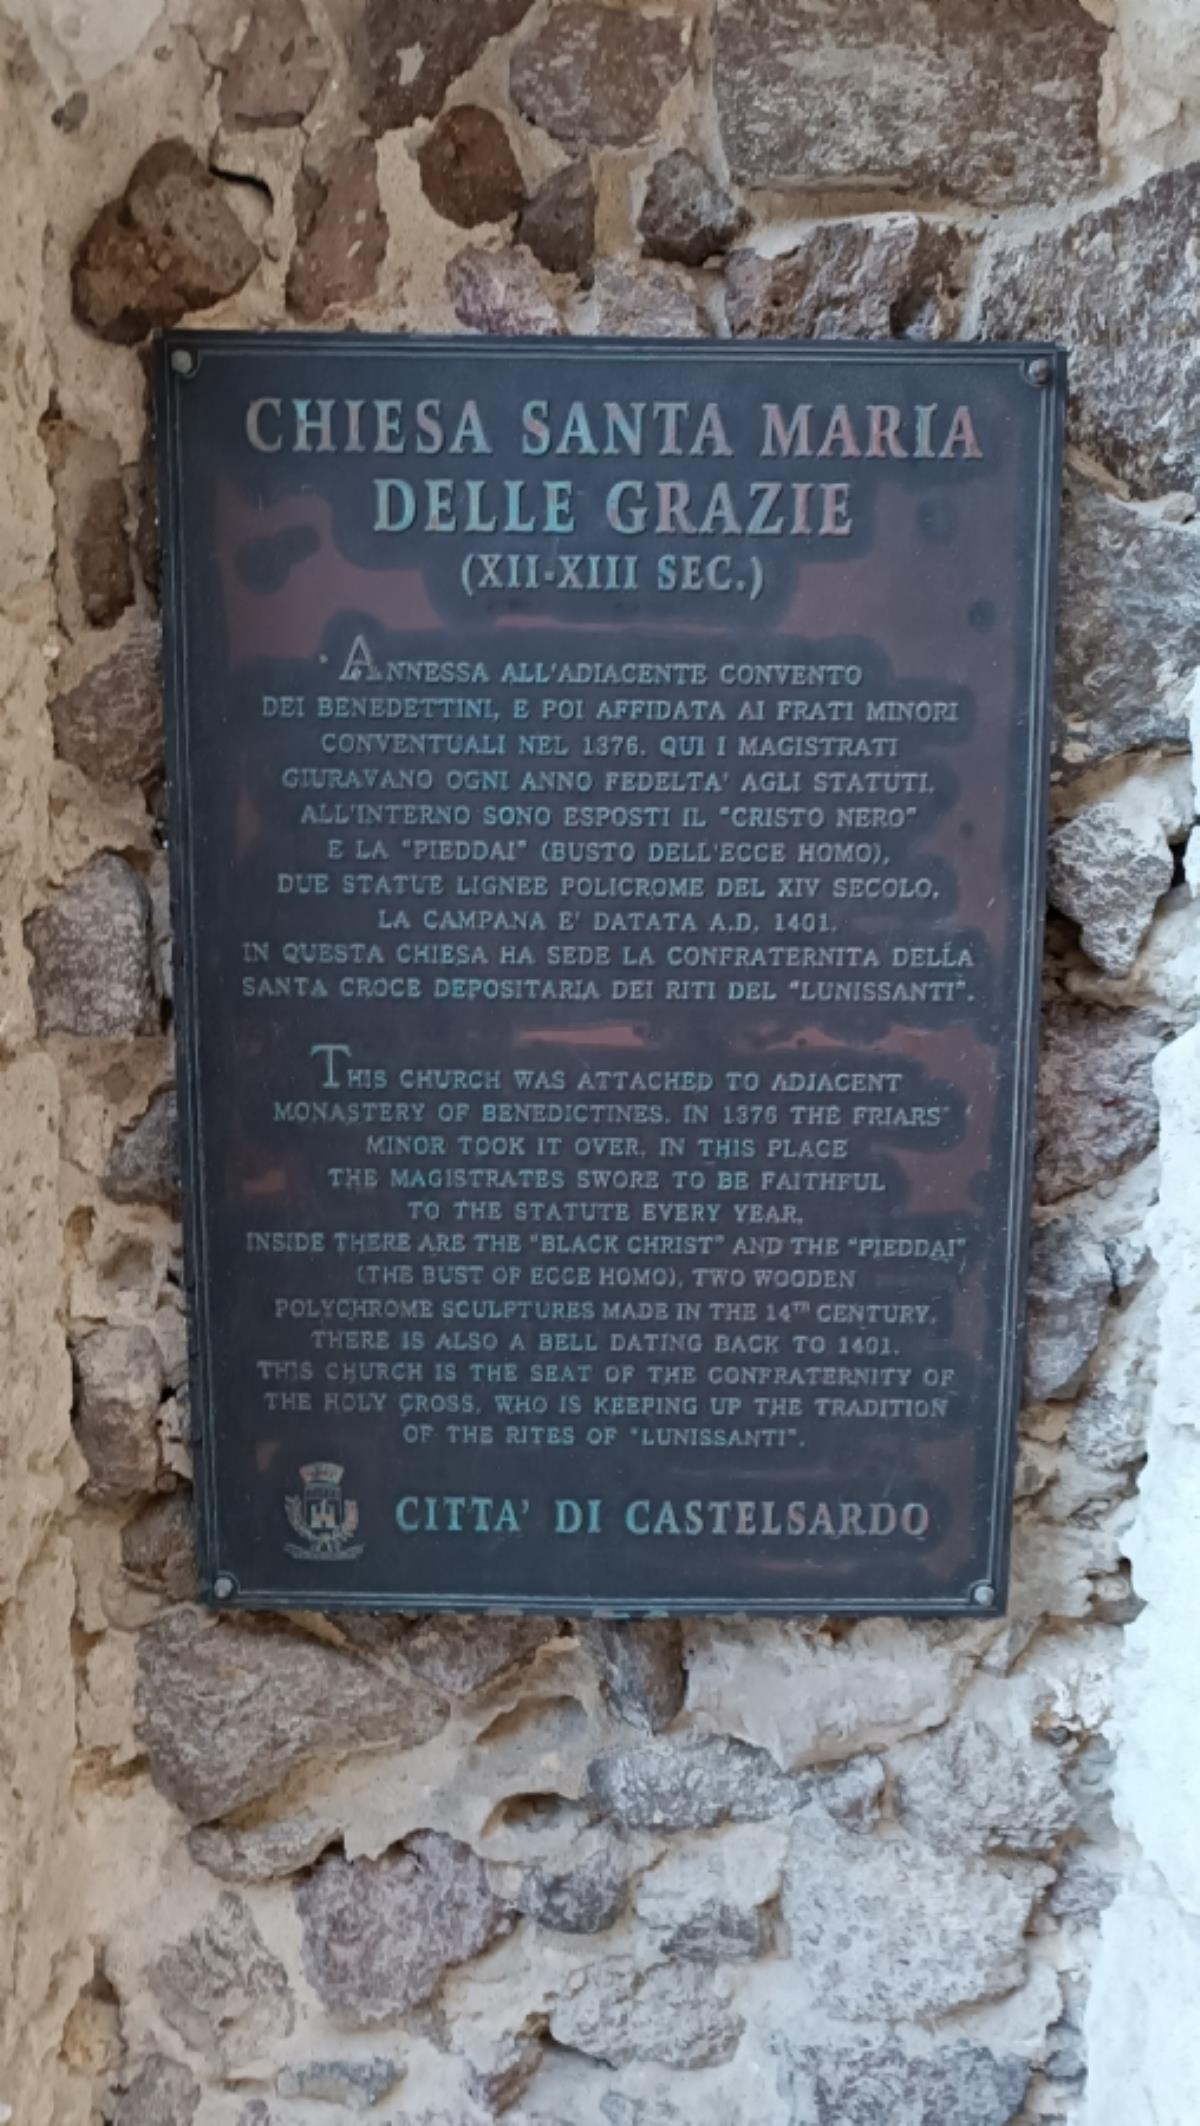 CHIESA SANTA MARIA
DELLE GRAZIE
(XII-XIII SEC.)
ANNESSA ALL'ADIACENTE CONVENTO
DEI BENEDETTINI, E POI AFFIDATA AI FRATI MINORI
CONVENTUALI NEL 1376. QUI I MAGISTRATI
GIURAVANO OGNI ANNO FEDELTA' AGLI STATUTI.
ALL'INTERNO SONO ESPOSTI IL "CRISTO NERO"
E LA "PIEDDAI" (BUSTO DELL'ECCE HOMO),
DUE STATUE LIGNEE POLICROME DEL XIV SECOLO.
LA CAMPANA E' DATATA A.D. 1401.
IN QUESTA CHIESA HA SEDE LA CONFRATERNITA DELLA
SANTA CROCE DEPOSITARIA DEI RITI DEL "LUNISSANTI".
THIS CHURCH WAS ATTACHED TO ADJACENT
MONASTERY OF BENEDICTINES. IN 1376 THE FRIARS'
MINOR TOOK IT OVER. IN THIS PLACE
THE MAGISTRATES SWORE TO BE FAITHFUL
TO THE STATUTE EVERY YEAR.
INSIDE THERE ARE THE "BLACK CHRIST" AND THE "PIEDDAI"
(THE BUST OF ECCE HOMO), TWO WOODEN
POLYCHROME SCULPTURES MADE IN THE 14TH CENTURY.
THERE IS ALSO A BELL DATING BACK TO 1401.
THIS CHURCH IS THE SEAT OF THE CONFRATERNITY OF
THE HOLY CROSS, WHO IS KEEPING UP THE TRADITION
OF THE RITES OF "LUNISSANTI".
CITTA' DI CASTELSARDO